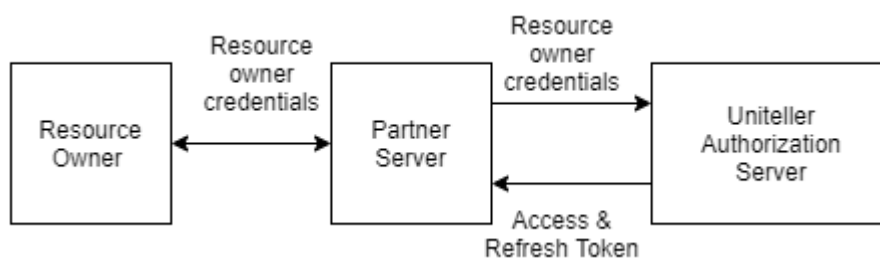 Resource
Owner
Resource
owner
credentials
Partner
Server
Resource
owner
credentials
Access &
Refresh Token
Uniteller
Authorization
Server